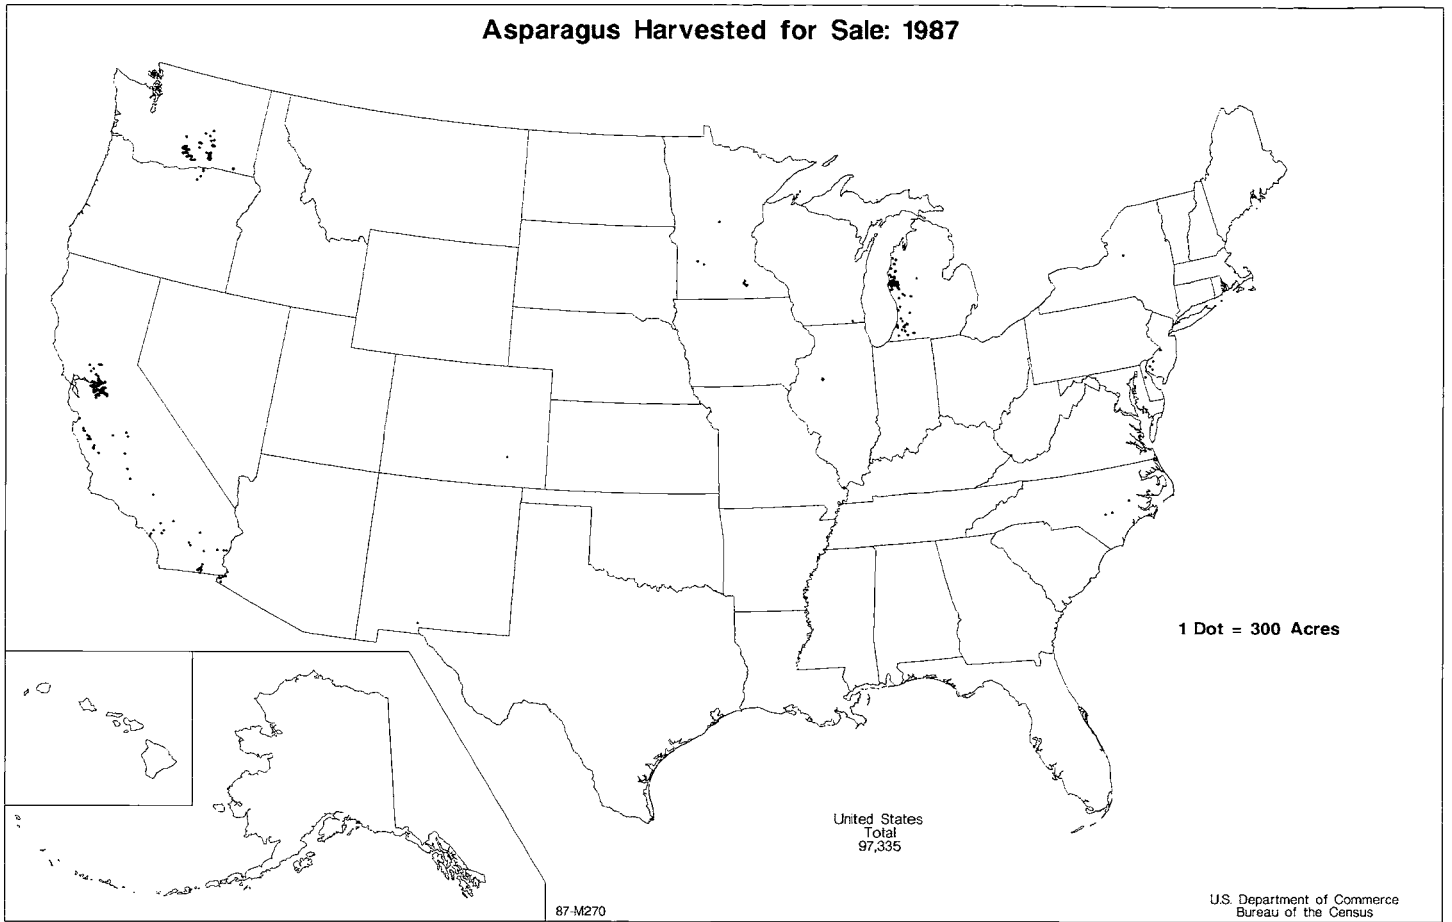 Asparagus Harvested for Sale: 1987
1 Dot = 300 Acres
United States
Total
97,335
87-M270
U.S. Department of Commerce
Bureau of the Census